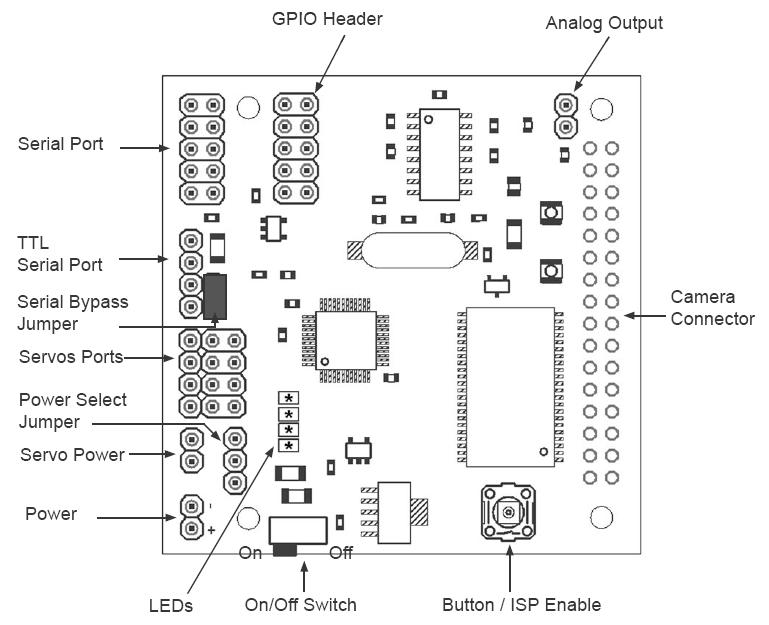 GPIO Header
Analog Output
Serial Port
TTL
Serial Port
Serial Bypass
Jumper
Servos Ports
Power Select
Jumper
Servo Power
Power
-
+
Camera
Connector
* 
*
*
*
On
Off
LEDs
On/Off Switch
Button / ISP Enable